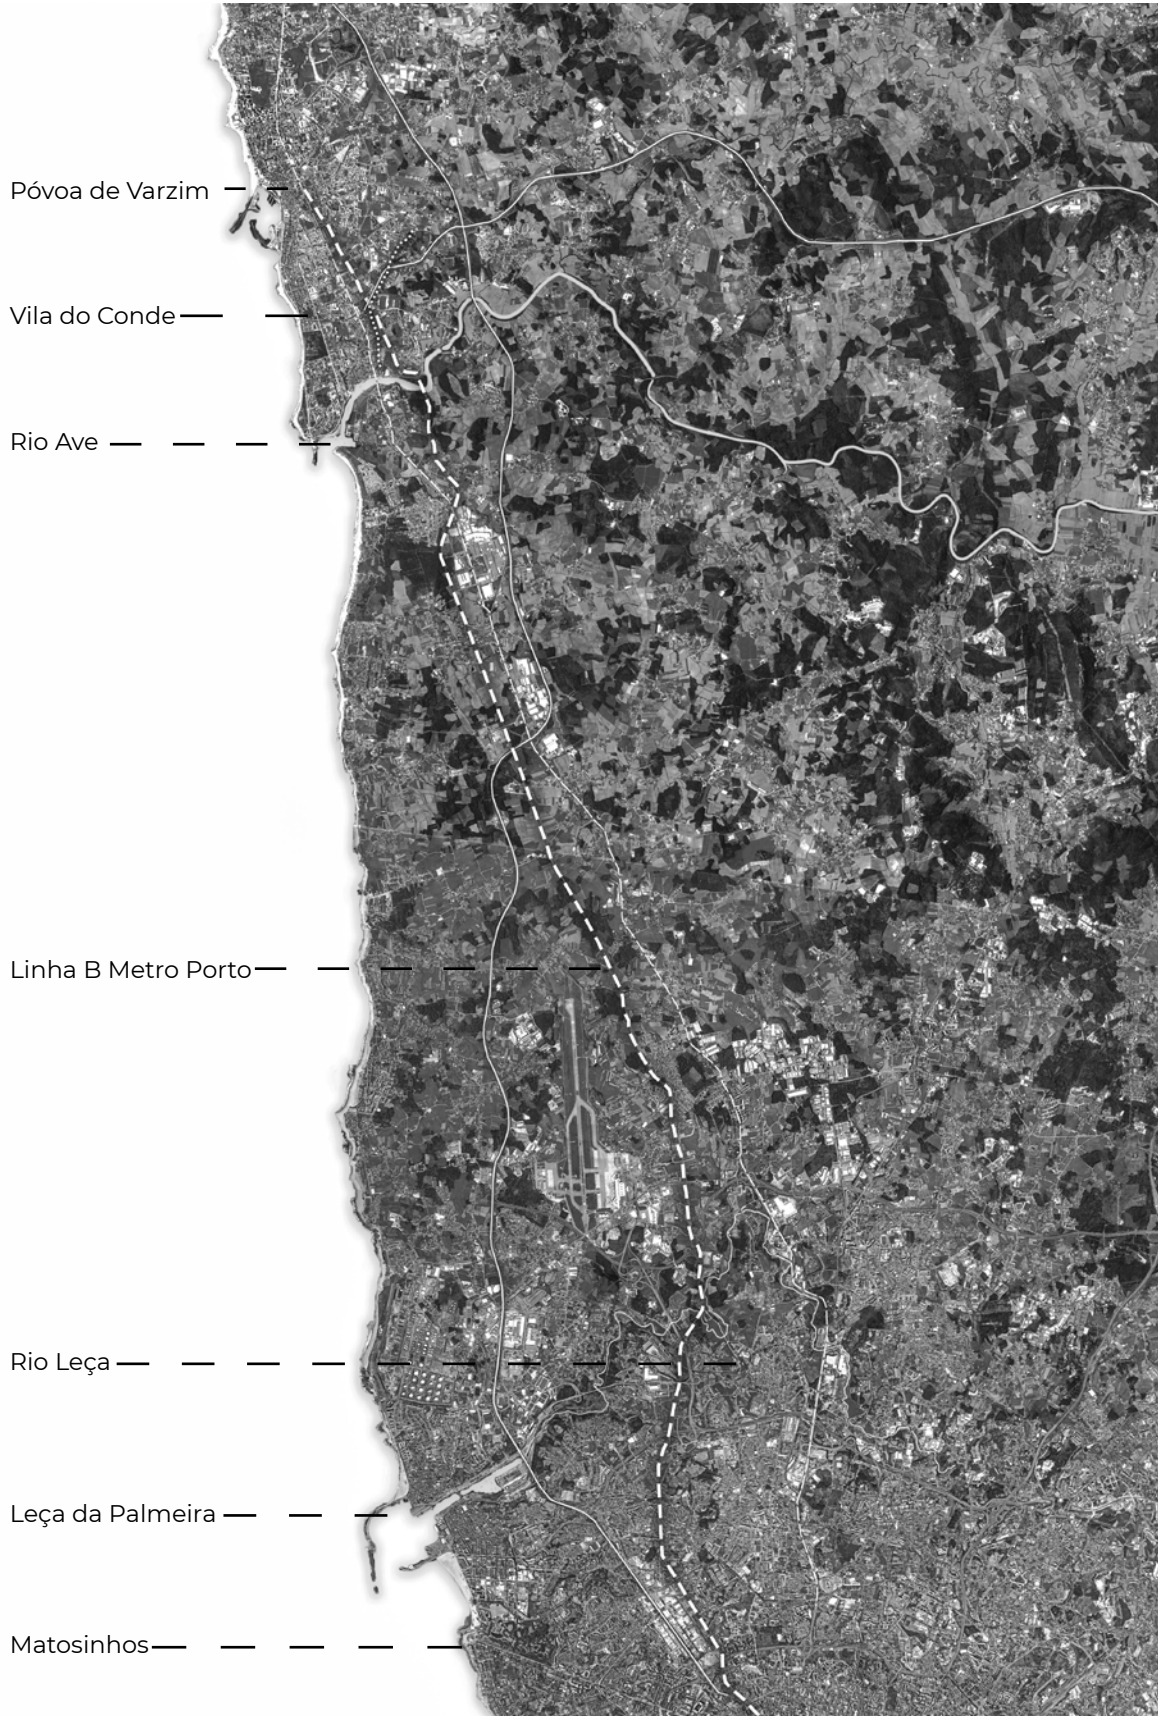 Póvoa de Varzim
Vila do Conde
Rio Ave
Linha B Metro Porto
Rio Leça
Leça da Palmeira
Matosinhos